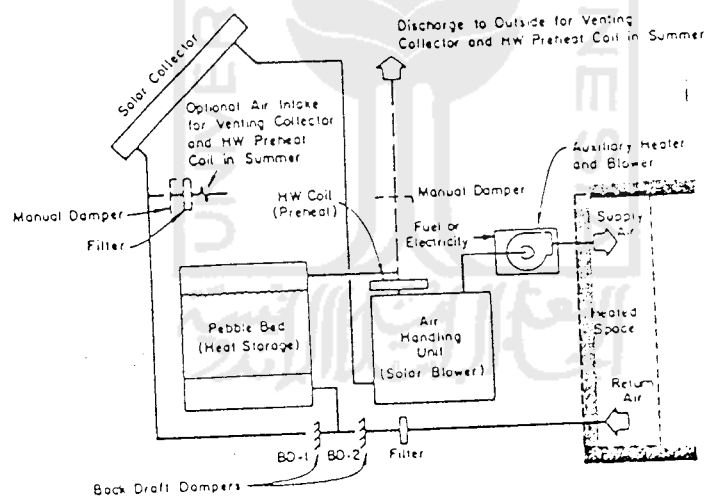 Discharge to Outside for Venting
Collector and HW Preheat Coil in Summer
Solar Collector
Optional Air Intake
for Venting Collector
and HW Preheat
Coil in Summer
Auxiliary Heater
and Blower
Manual Damper
Filter
HW Coil
(Preheat)
Manual Damper
Fuel or
Electricity
Supply
Air
Pebble Bed
(Heat Storage)
Air
Handling
Unit
(Solar Blower)
Heated
Space
Return
Air
BD-1
BD-2
Filter
Back Draft Dampers